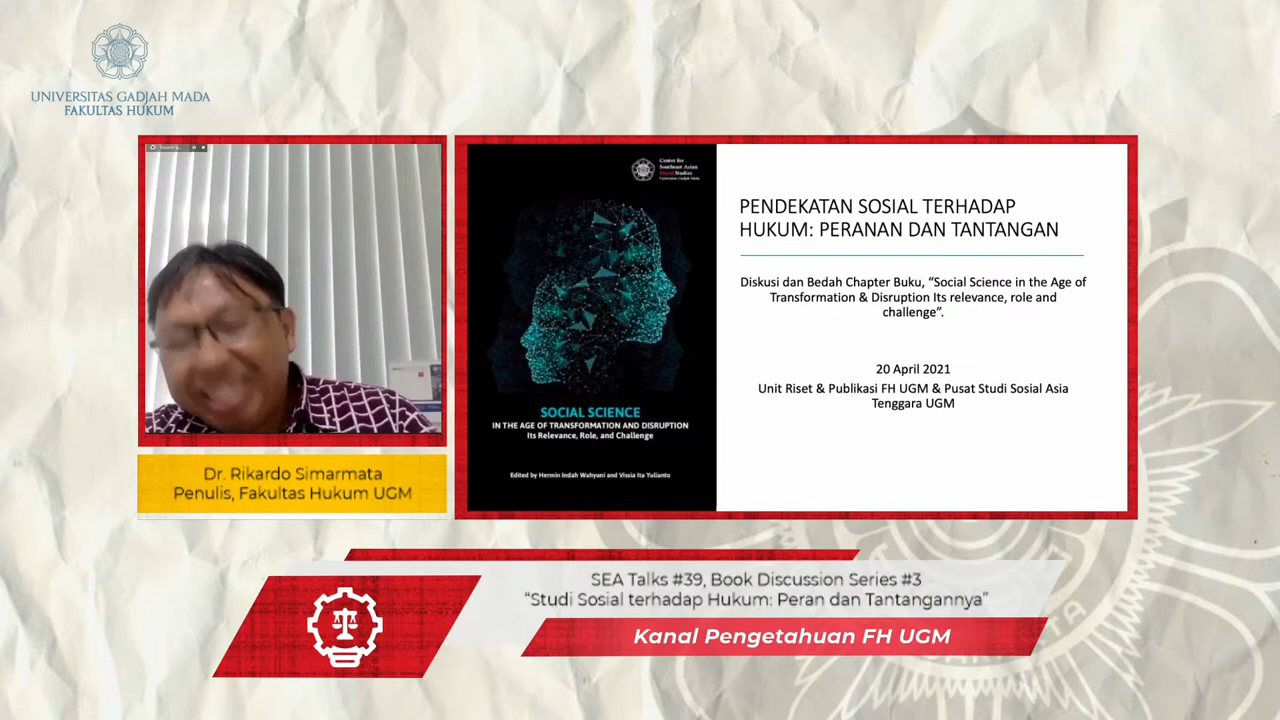 UNIVERSITAS GADJAH MADA
FAKULTAS HUKUM
Center for
Southeast Asian
Social Studies
Universitas Gadjah Mada
SOCIAL SCIENCE
IN THE AGE OF TRANSFORMATION AND DISRUPTION
Its Relevance, Role, and Challenge
Edited by Hermin Indah Wahyuni and Vissia Ita Yulianto
PENDEKATAN SOSIAL TERHADAP
HUKUM: PERANAN DAN TANTANGAN
Diskusi dan Bedah Chapter Buku, “Social Science in the Age of
Transformation & Disruption Its relevance, role and
challenge”.
20 April 2021
Unit Riset & Publikasi FH UGM & Pusat Studi Sosial Asia
Tenggara UGM
Dr. Rikardo Simarmata
Penulis, Fakultas Hukum UGM
SEA Talks #39, Book Discussion Series #3
“Studi Sosial terhadap Hukum: Peran dan Tantangannya”
Kanal Pengetahuan FH UGM